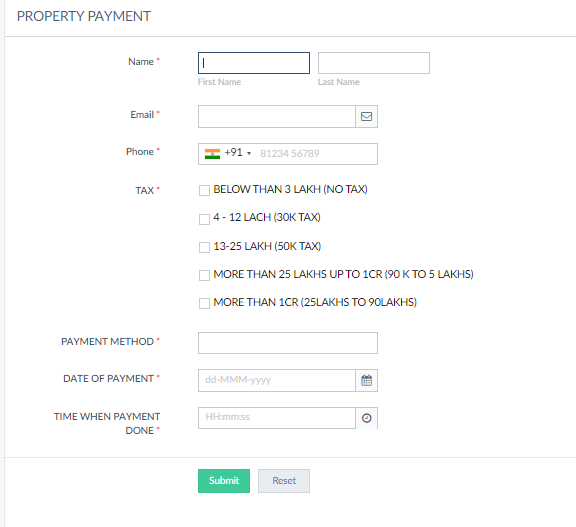 PROPERTY PAYMENT
Name *
First Name Last Name
Email *
Phone * +91 81234 56789
TAX * BELOW THAN 3 LAKH (NO TAX)
4 - 12 LACH (30K TAX)
13-25 LAKH (50K TAX)
MORE THAN 25 LAKHS UP TO 1CR (90 K TO 5 LAKHS)
MORE THAN 1CR (25LAKHS TO 90LAKHS)
PAYMENT METHOD *
DATE OF PAYMENT * dd-MMM-yyyy
TIME WHEN PAYMENT HH:mm:ss
DONE *
Submit Reset